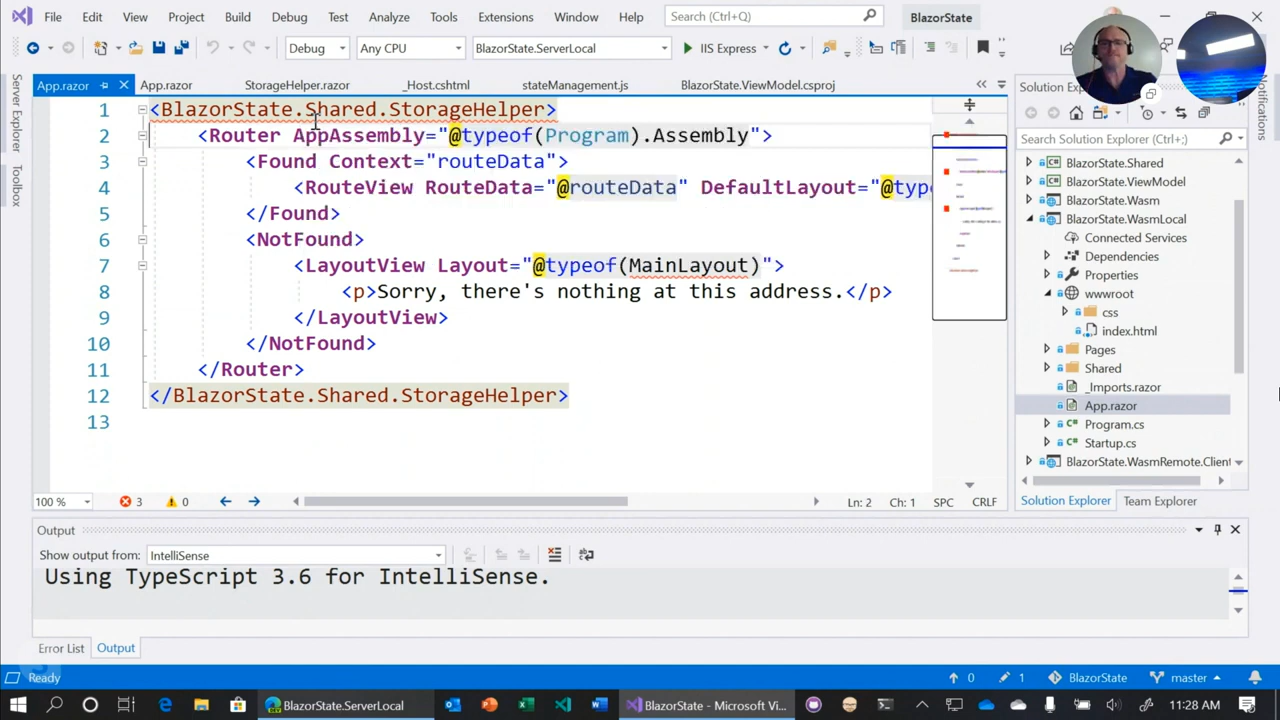 File Edit View Project Build Debug Test Analyze Tools Extensions Window Help Search (Ctrl+Q) BlazorState
Debug Any CPU BlazorState.ServerLocal IIS Express
Server Explorer
Toolbox
App.razor App.razor StorageHelper.razor _Host.cshtml stateManagement.js BlazorState.ViewModel.csproj
1 <BlazorState.Shared.StorageHelper>
2 <Router AppAssembly="@typeof(Program).Assembly">
3 <Found Context="routeData">
4 <RouteView RouteData="@routeData" DefaultLayout="@type
5 </Found>
6 <NotFound>
7 <LayoutView Layout="@typeof(MainLayout)">
8 <p>Sorry, there's nothing at this address.</p>
9 </LayoutView>
10 </NotFound>
11 </Router>
12 </BlazorState.Shared.StorageHelper>
13
100 % 3 0 Ln: 2 Ch: 1 SPC CRLF
Solution Explorer
Search Solution Explorer (Ctrl+;)
BlazorState.Shared
BlazorState.ViewModel
BlazorState.Wasm
BlazorState.WasmLocal
Connected Services
Dependencies
Properties
wwwroot
css
index.html
Pages
Shared
_Imports.razor
App.razor
Program.cs
Startup.cs
BlazorState.WasmRemote.Client
Solution Explorer Team Explorer
Notifications
Output
Show output from: IntelliSense
Using TypeScript 3.6 for IntelliSense.
Error List Output
Ready 0 1 BlazorState master
BlazorState.ServerLocal BlazorState - Microsoft Vi... 11:28 AM